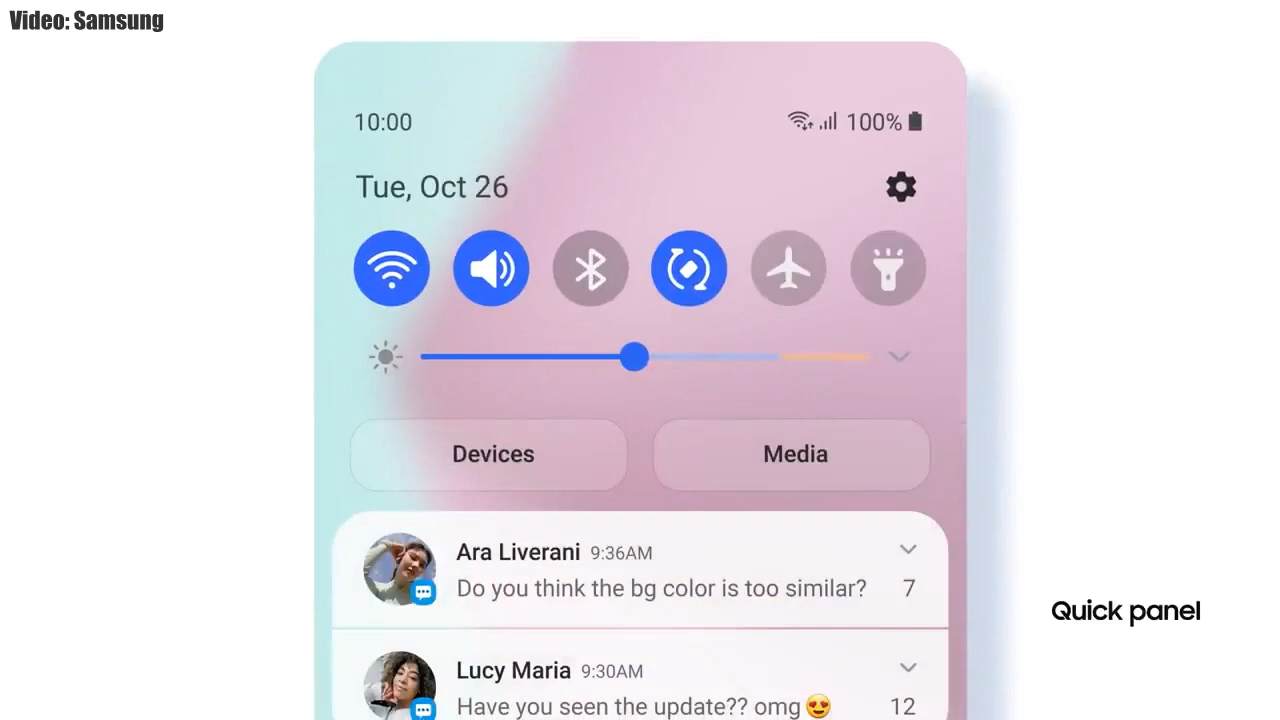 Video: Samsung
10:00
100%
Tue, Oct 26
Devices
Media
Ara Liverani 9:36AM
Do you think the bg color is too similar? 7
Quick panel
Lucy Maria 9:30AM
Have you seen the update?? omg😍 12